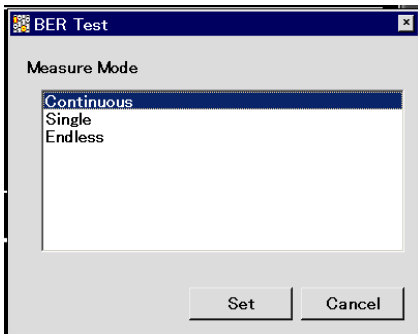 BER Test
Measure Mode
Continuous
Single
Endless
Set Cancel